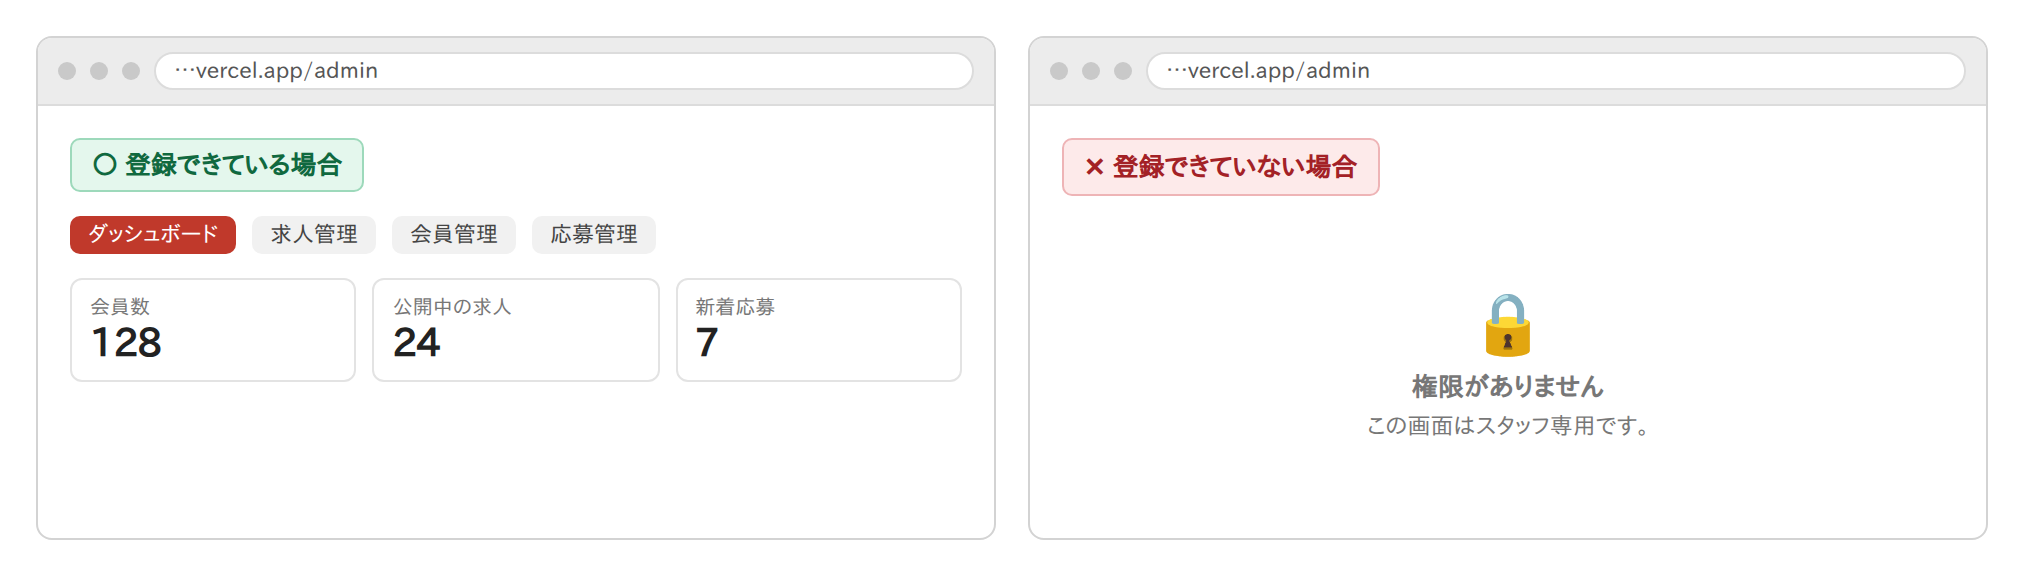 …vercel.app/admin
○ 登録できている場合
ダッシュボード 求人管理 会員管理 応募管理
会員数 公開中の求人 新着応募
128 24 7
…vercel.app/admin
× 登録できていない場合
権限がありません
この画面はスタッフ専用です。